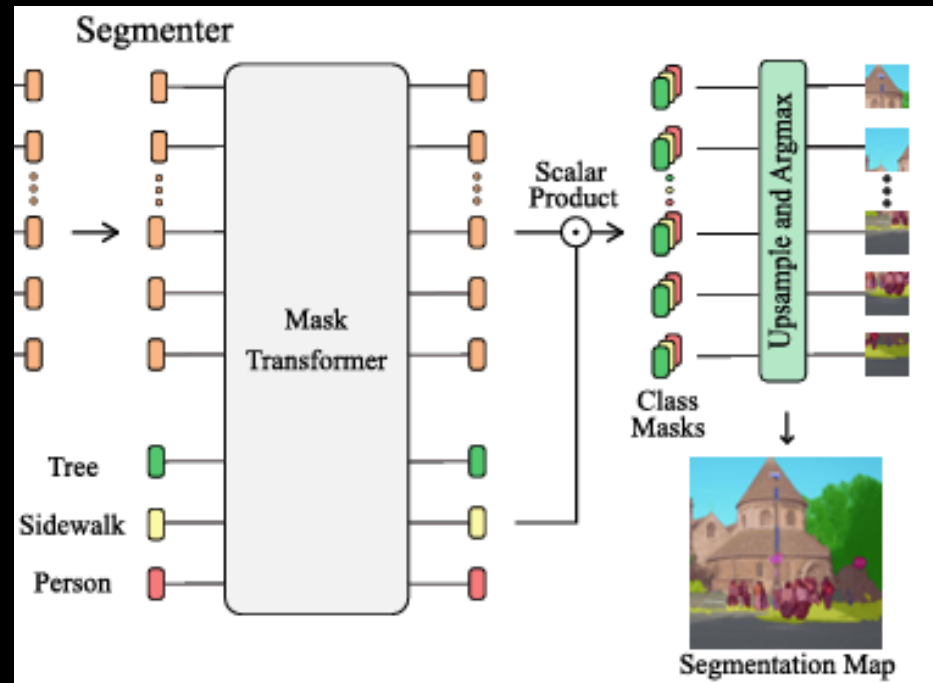 Segmenter
Scalar
Product
Mask
Transformer
Upsample and Argmax
Class
Masks
Tree
Sidewalk
Person
Segmentation Map